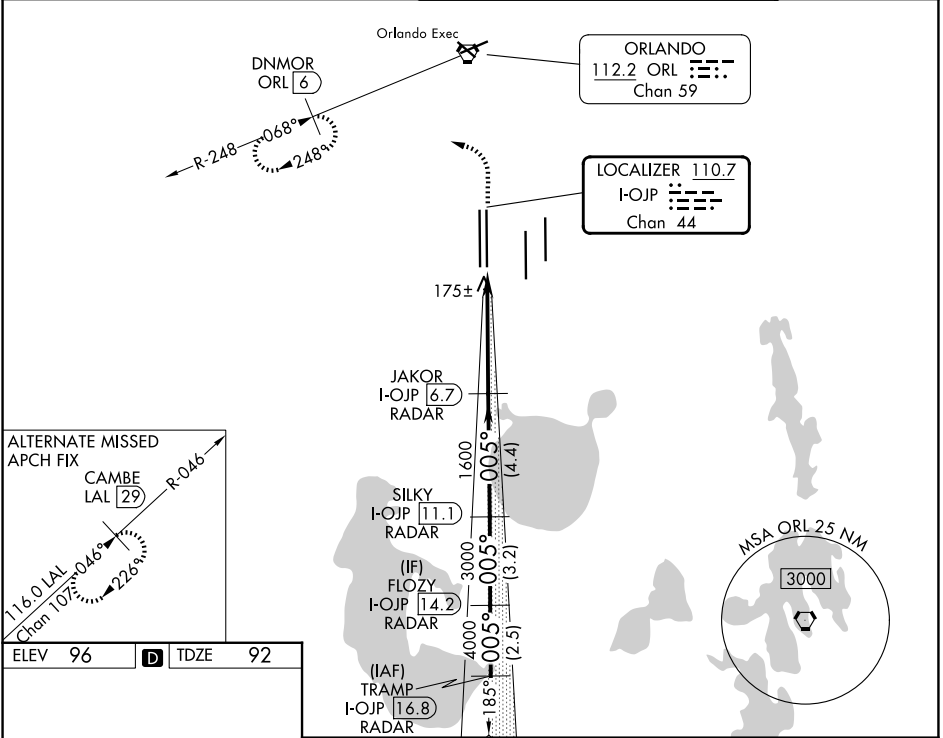 Orlando Exec
ORLANDO
112.2 ORL
Chan 59
DNMOR
ORL 6
R-248
068°
248°
LOCALIZER 110.7
I-OJP
Chan 44
175±
JAKOR
I-OJP 6.7
RADAR
1600
005°
(4.4)
SILKY
I-OJP 11.1
RADAR
3000
005°
(3.2)
(IF)
FLOZY
I-OJP 14.2
RADAR
4000
005°
(2.5)
(IAF)
TRAMP
I-OJP 16.8
RADAR
185°
ALTERNATE MISSED
APCH FIX
CAMBE
LAL 29
R-046
046°
226°
116.0 LAL
Chan 107
MSA ORL 25 NM
3000
ELEV 96 D TDZE 92